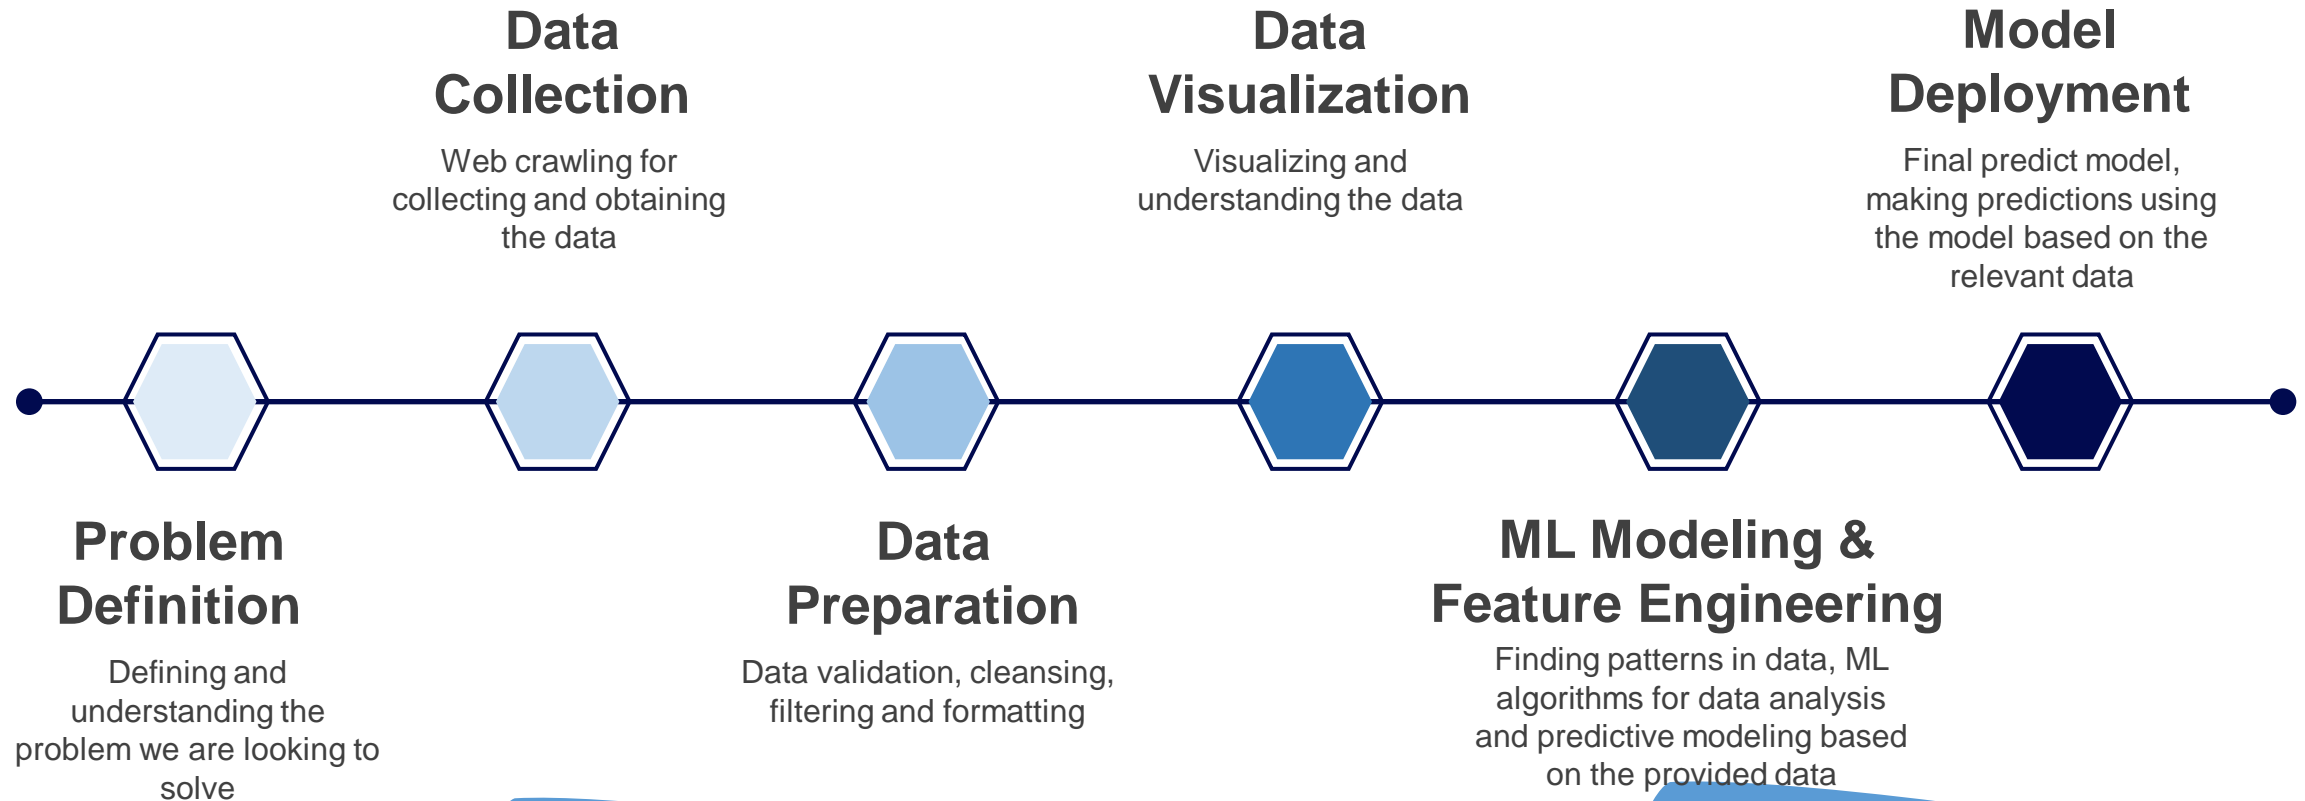 Data
Collection
Web crawling for
collecting and obtaining
the data
Data
Visualization
Visualizing and
understanding the data
Model
Deployment
Final predict model,
making predictions using
the model based on the
relevant data
Problem
Definition
Defining and
understanding the
problem we are looking to
solve
Data
Preparation
Data validation, cleansing,
filtering and formatting
ML Modeling &
Feature Engineering
Finding patterns in data, ML
algorithms for data analysis
and predictive modeling based
on the provided data